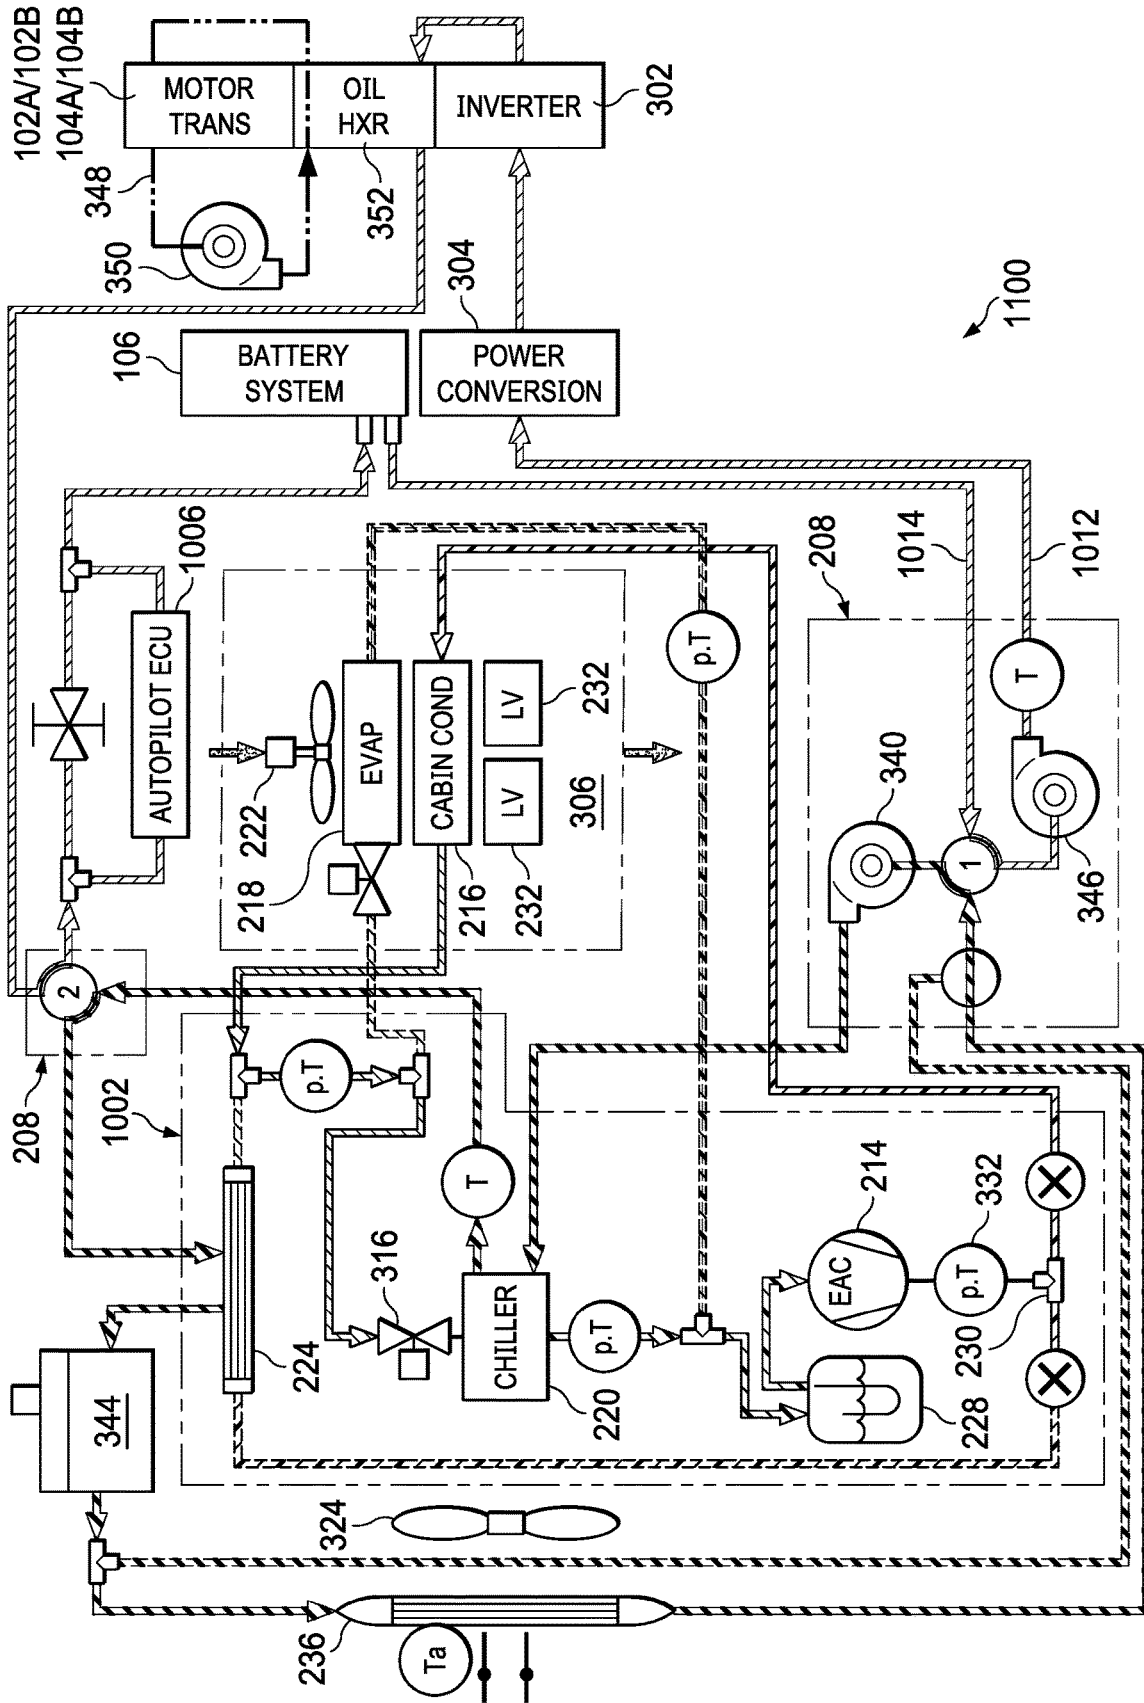 102A/102B
104A/104B
MOTOR
TRANS
OIL
HXR
INVERTER
302
348
350
352
304
106
BATTERY
SYSTEM
POWER
CONVERSION
1100
1006
AUTOPILOT ECU
222
218
EVAP
CABIN COND
216
LV
LV
232
232
306
p.T
1014
1012
208
T
340
1
346
2
208
1002
p.T
T
316
CHILLER
220
p.T
224
344
EAC
214
p.T
332
230
228
324
236
Ta